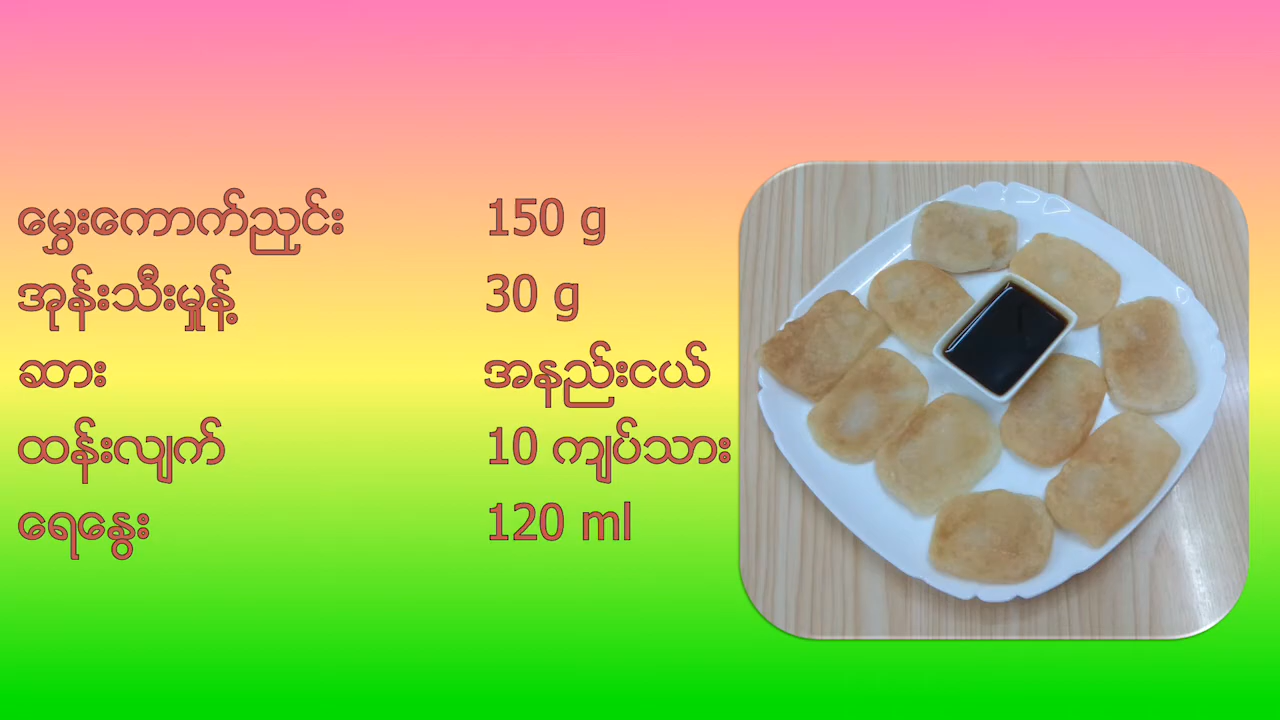 မွှေးကောက်ညှင်း 150 g
အုန်းသီးမှုန့် 30 g
ဆား အနည်းငယ်
ထန်းလျက် 10 ကျပ်သား
ရေနွေး 120 ml